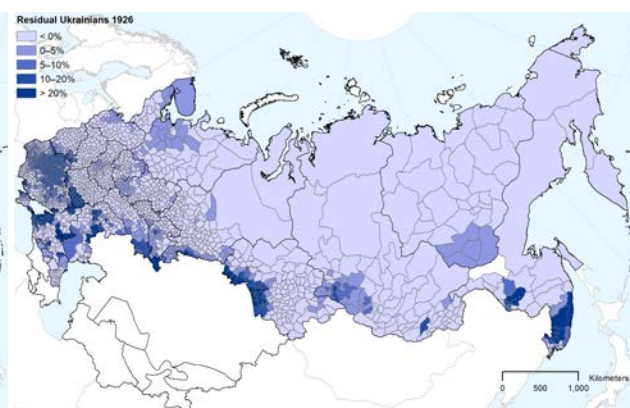 Residual Ukrainians 1926
< 0%
0–5%
5–10%
10–20%
> 20%
Kilometers
0 500 1,000